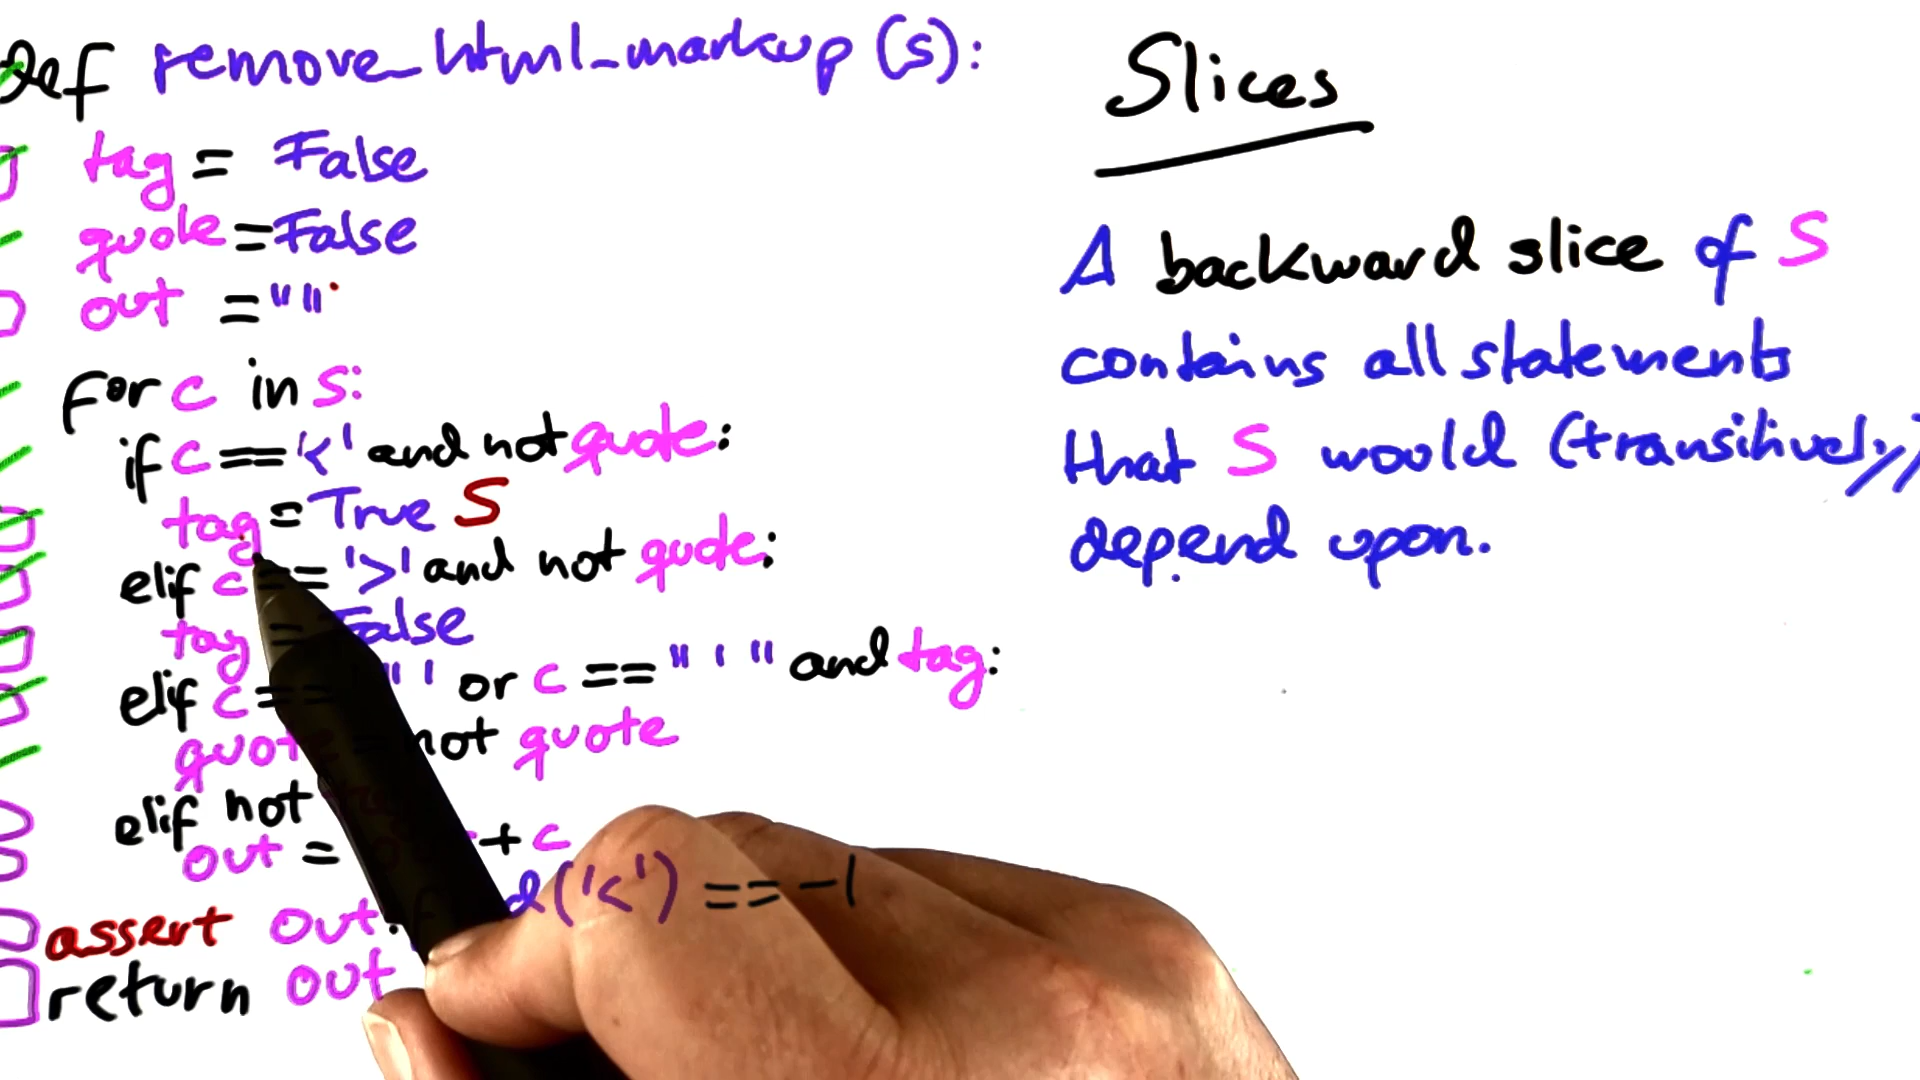 def remove_html_markup (s):
tag = False
quote = False
out = ""
for c in s:
if c == '<' and not quote:
tag = True S
elif c == '>' and not quote:
tag = False
elif c == or c == " ' " and tag:
quote = not quote
elif not
out = + c
assert out. ('<') == -1
return out
Slices
A backward slice of S
contains all statements
that S would (transitively)
depend upon.